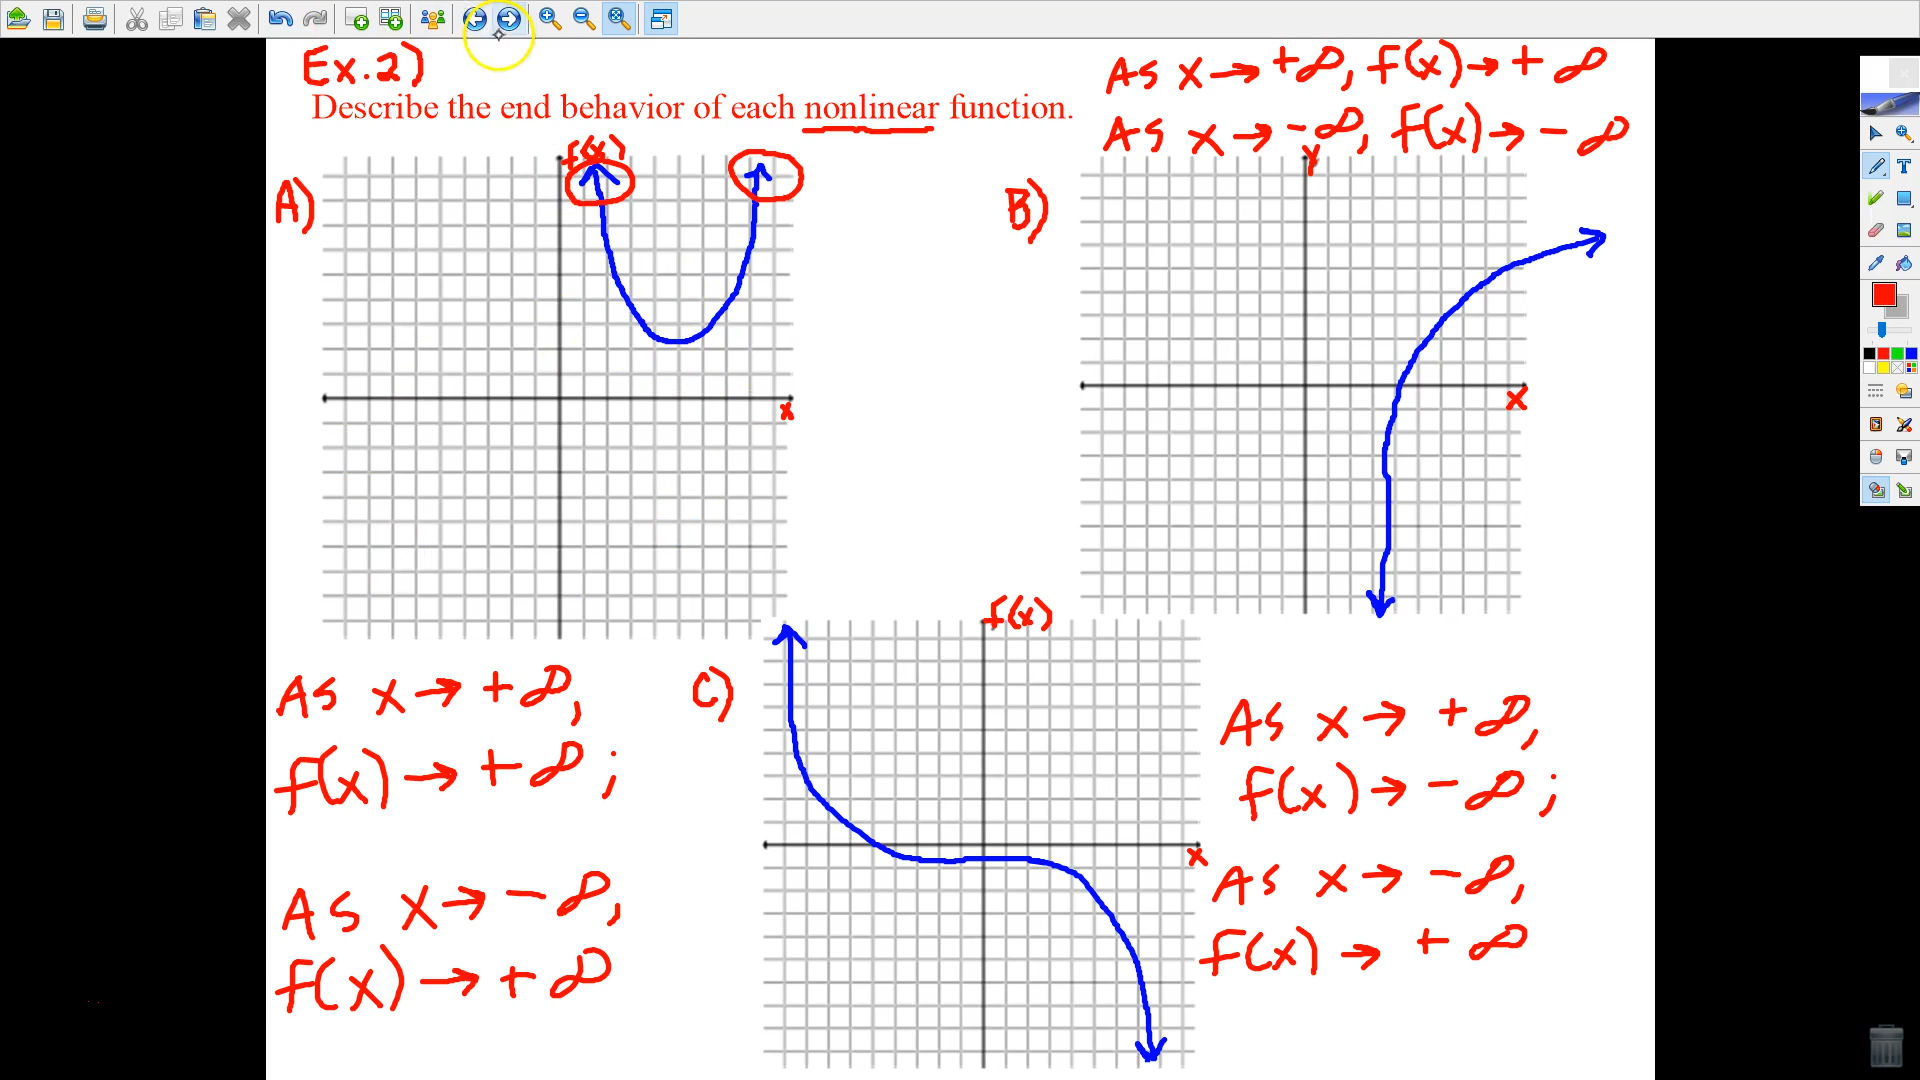 Ex.2)
Describe the end behavior of each nonlinear function.
As x → +∞, f(x) → +∞
As x → -∞, f(x) → -∞
A)
f(x)
x
B)
y
x
As x → +∞,
f(x) → +∞;
As x → -∞,
f(x) → +∞
C)
f(x)
x
As x → +∞,
f(x) → -∞;
As x → -∞,
f(x) → +∞
T